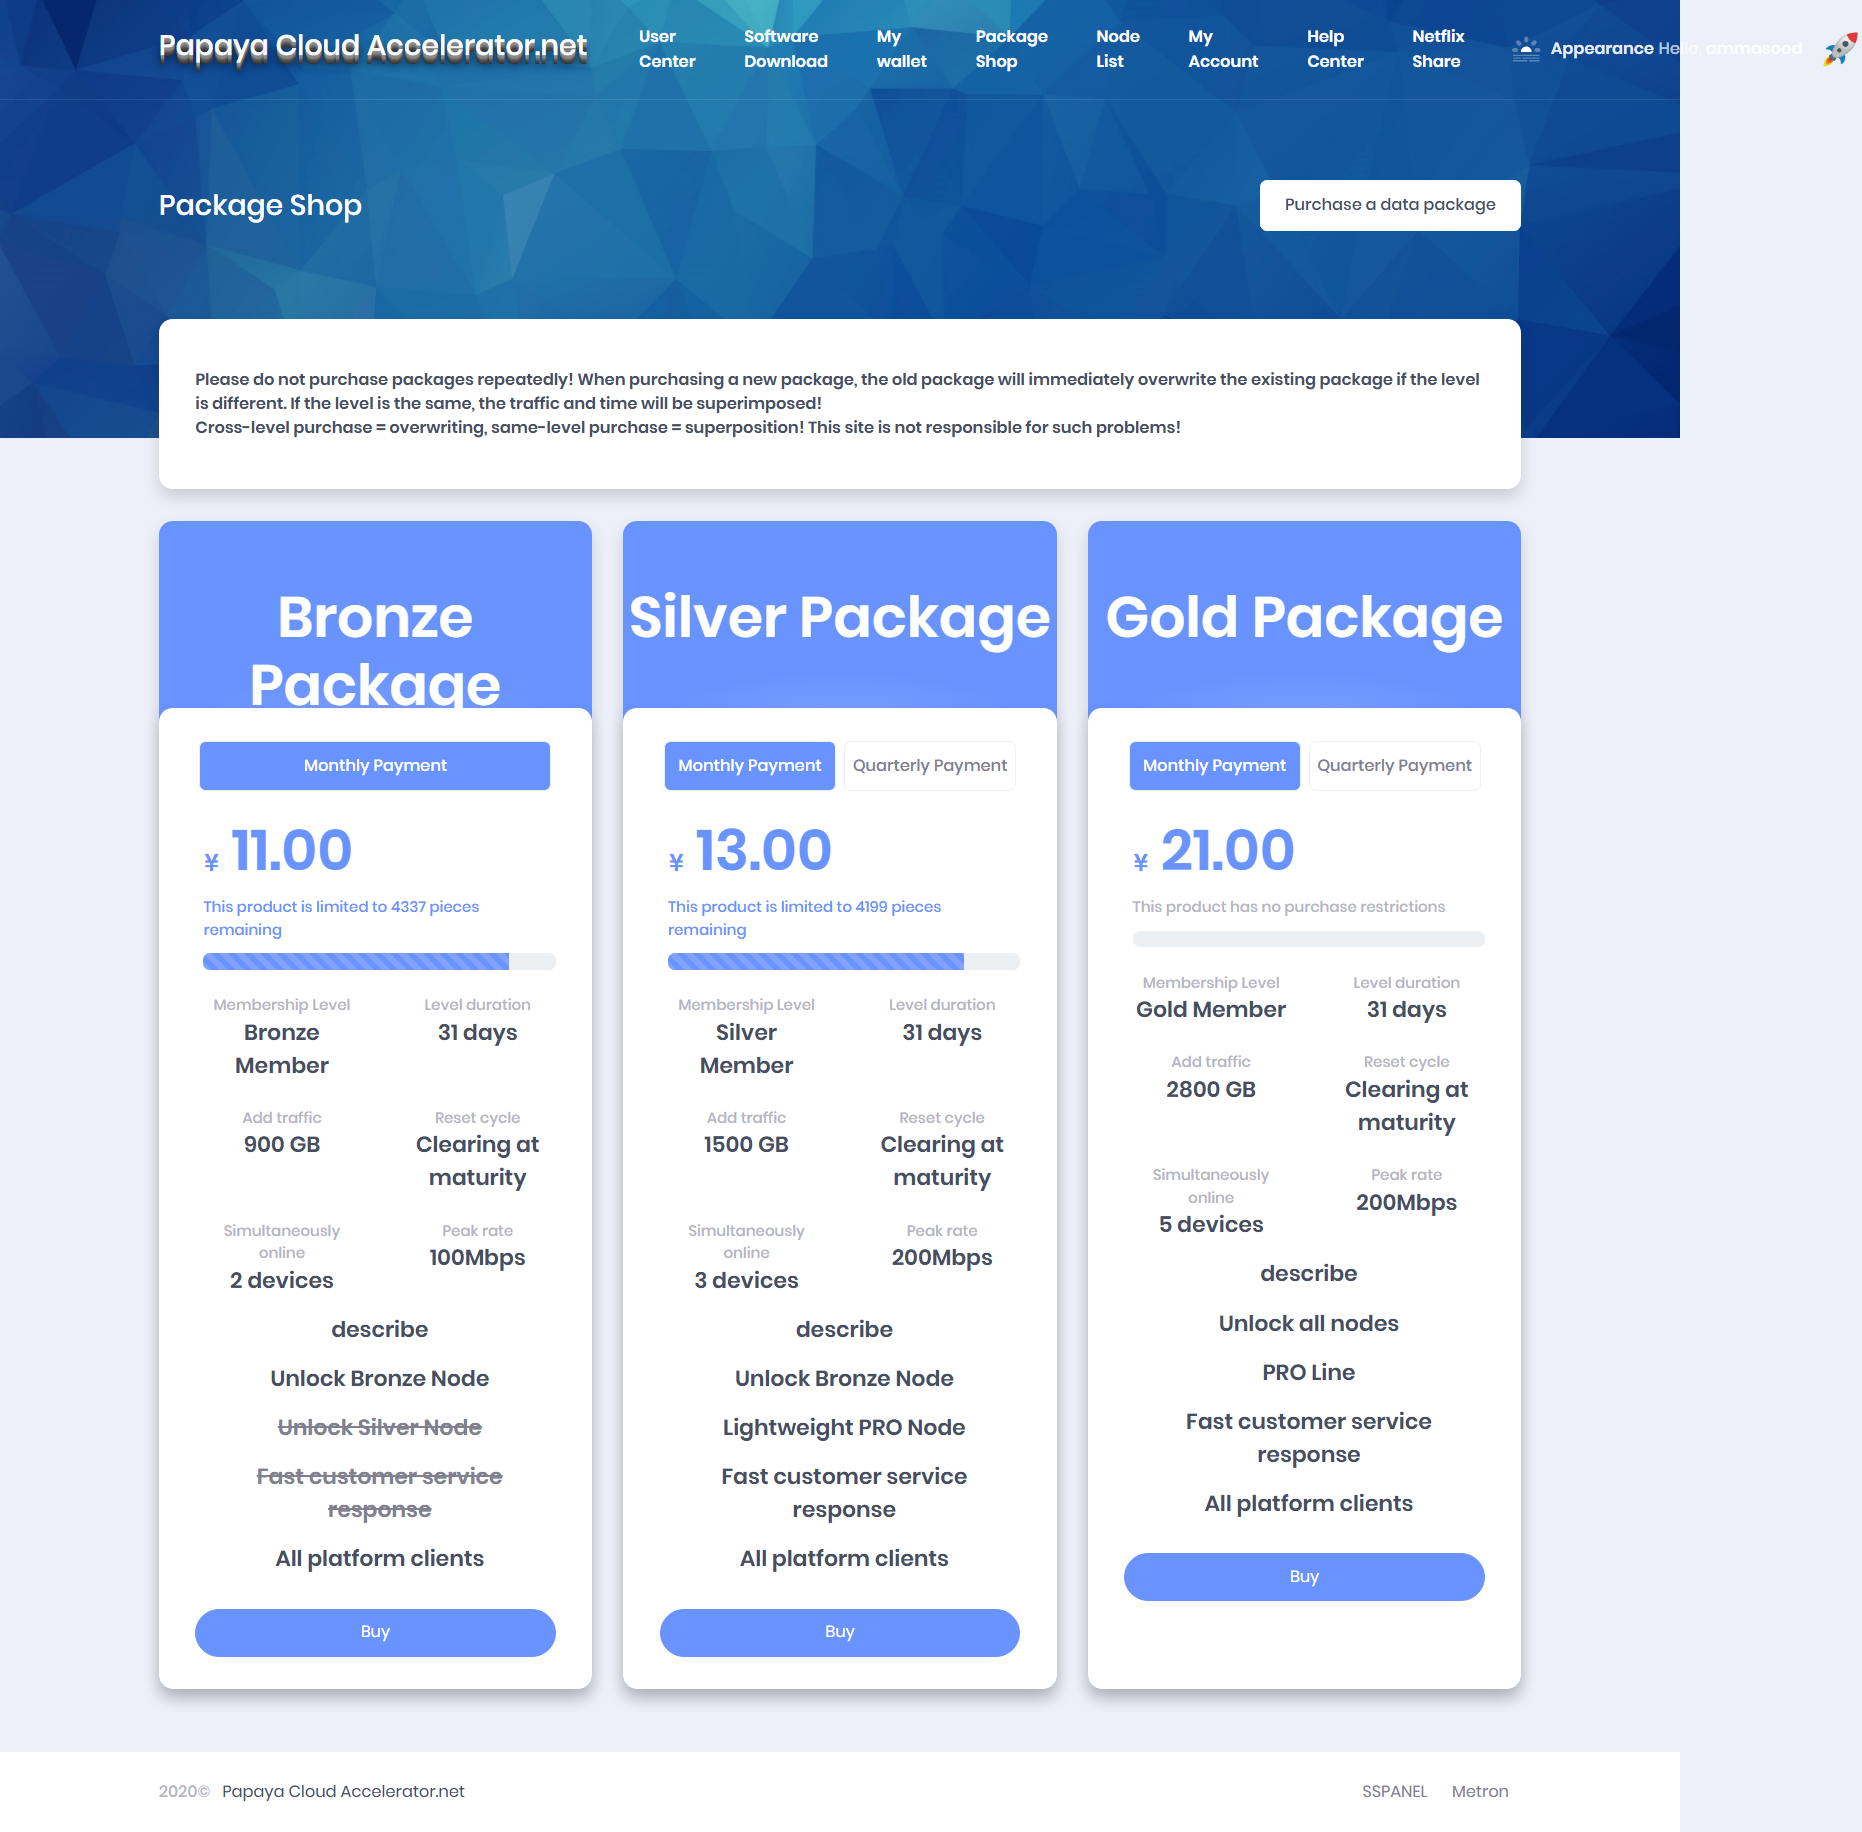 Papaya Cloud Accelerator.net
User Center
Software Download
My wallet
Package Shop
Node List
My Account
Help Center
Netflix Share
Appearance Hello, ammasood
Package Shop
Purchase a data package
Please do not purchase packages repeatedly! When purchasing a new package, the old package will immediately overwrite the existing package if the level
is different. If the level is the same, the traffic and time will be superimposed!
Cross-level purchase = overwriting, same-level purchase = superposition! This site is not responsible for such problems!
Bronze
Package
Monthly Payment
¥ 11.00
This product is limited to 4337 pieces
remaining
Membership Level
Bronze
Member
Level duration
31 days
Add traffic
900 GB
Reset cycle
Clearing at
maturity
Simultaneously
online
2 devices
Peak rate
100Mbps
describe
Unlock Bronze Node
Unlock Silver Node
Fast customer service
response
All platform clients
Buy
Silver Package
Monthly Payment
Quarterly Payment
¥ 13.00
This product is limited to 4199 pieces
remaining
Membership Level
Silver
Member
Level duration
31 days
Add traffic
1500 GB
Reset cycle
Clearing at
maturity
Simultaneously
online
3 devices
Peak rate
200Mbps
describe
Unlock Bronze Node
Lightweight PRO Node
Fast customer service
response
All platform clients
Buy
Gold Package
Monthly Payment
Quarterly Payment
¥ 21.00
This product has no purchase restrictions
Membership Level
Gold Member
Level duration
31 days
Add traffic
2800 GB
Reset cycle
Clearing at
maturity
Simultaneously
online
5 devices
Peak rate
200Mbps
describe
Unlock all nodes
PRO Line
Fast customer service
response
All platform clients
Buy
2020© Papaya Cloud Accelerator.net
SSPANEL
Metron